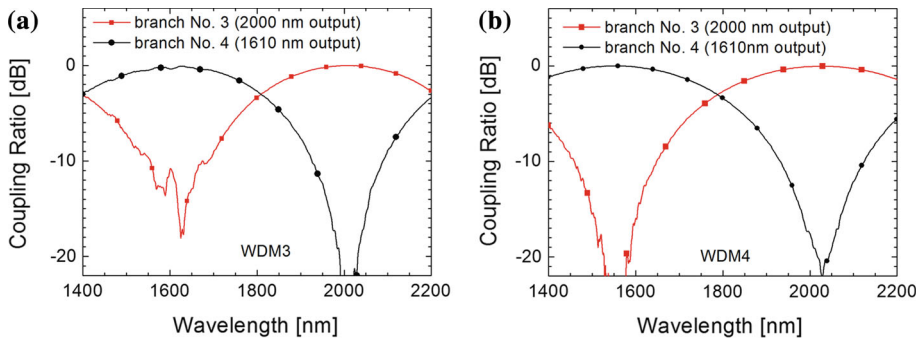 (a)
branch No. 3 (2000 nm output)
branch No. 4 (1610 nm output)
Coupling Ratio [dB]
0
-10
-20
WDM3
1400 1600 1800 2000 2200
Wavelength [nm]
(b)
branch No. 3 (2000 nm output)
branch No. 4 (1610nm output)
Coupling Ratio [dB]
0
-10
-20
WDM4
1400 1600 1800 2000 2200
Wavelength [nm]